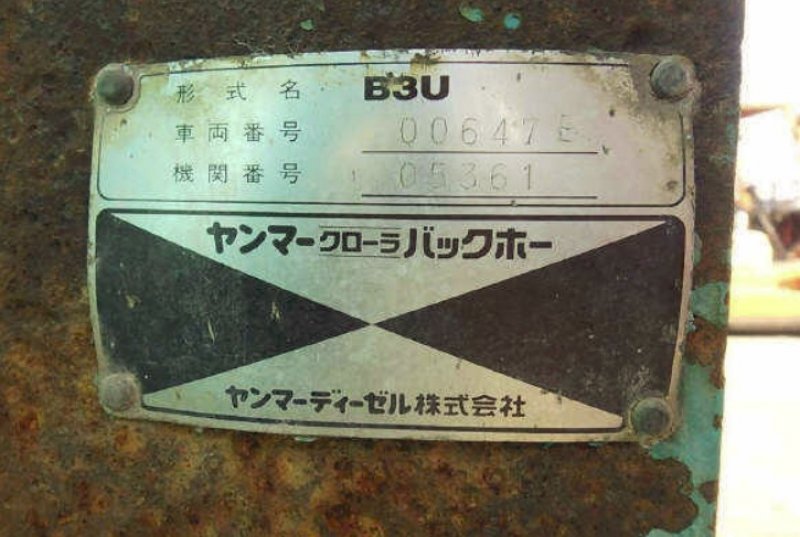 形式名 B3U
車両番号 00647E
機関番号 05361
ヤンマークローラバックホー
ヤンマーディーゼル株式会社